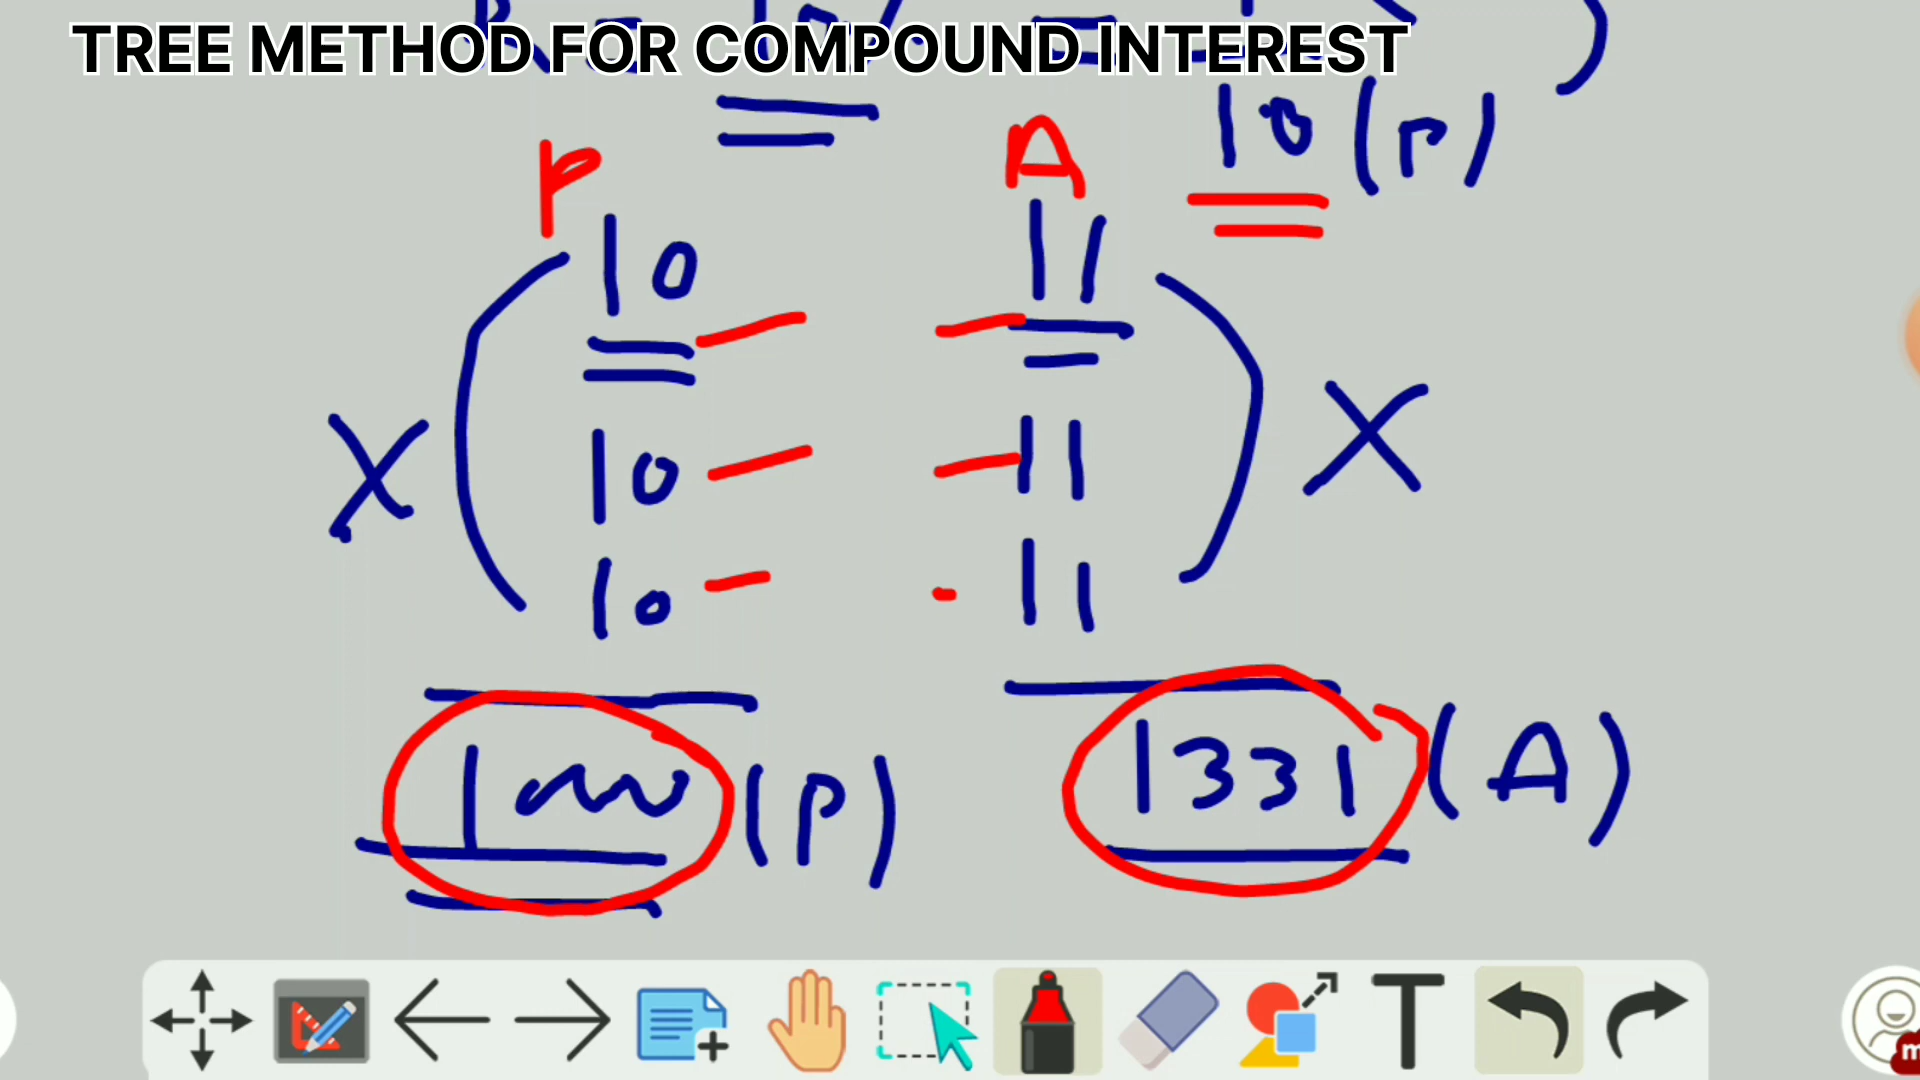 TREE METHOD FOR COMPOUND INTEREST
10 (P)
P A
10 11
10 11
10 11
X X
1000 (P) 1331 (A)
T